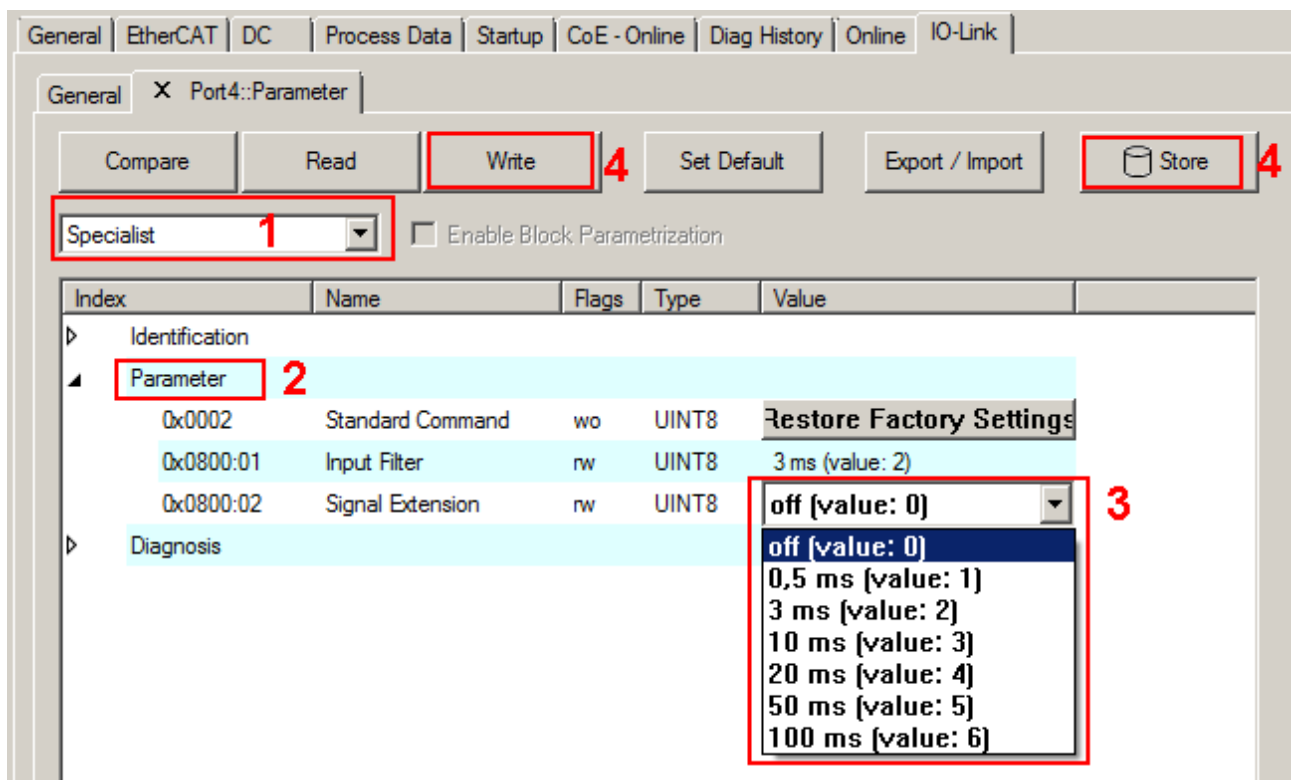 General EtherCAT DC Process Data Startup CoE - Online Diag History Online IO-Link
General X Port4::Parameter
Compare Read Write 4 Set Default Export / Import Store 4
Specialist 1 Enable Block Parametrization
Index Name Flags Type Value
Identification
Parameter 2
0x0002 Standard Command wo UINT8 Restore Factory Settings
0x0800:01 Input Filter rw UINT8 3 ms (value: 2)
0x0800:02 Signal Extension rw UINT8 off (value: 0) 3
Diagnosis off (value: 0)
0,5 ms (value: 1)
3 ms (value: 2)
10 ms (value: 3)
20 ms (value: 4)
50 ms (value: 5)
100 ms (value: 6)